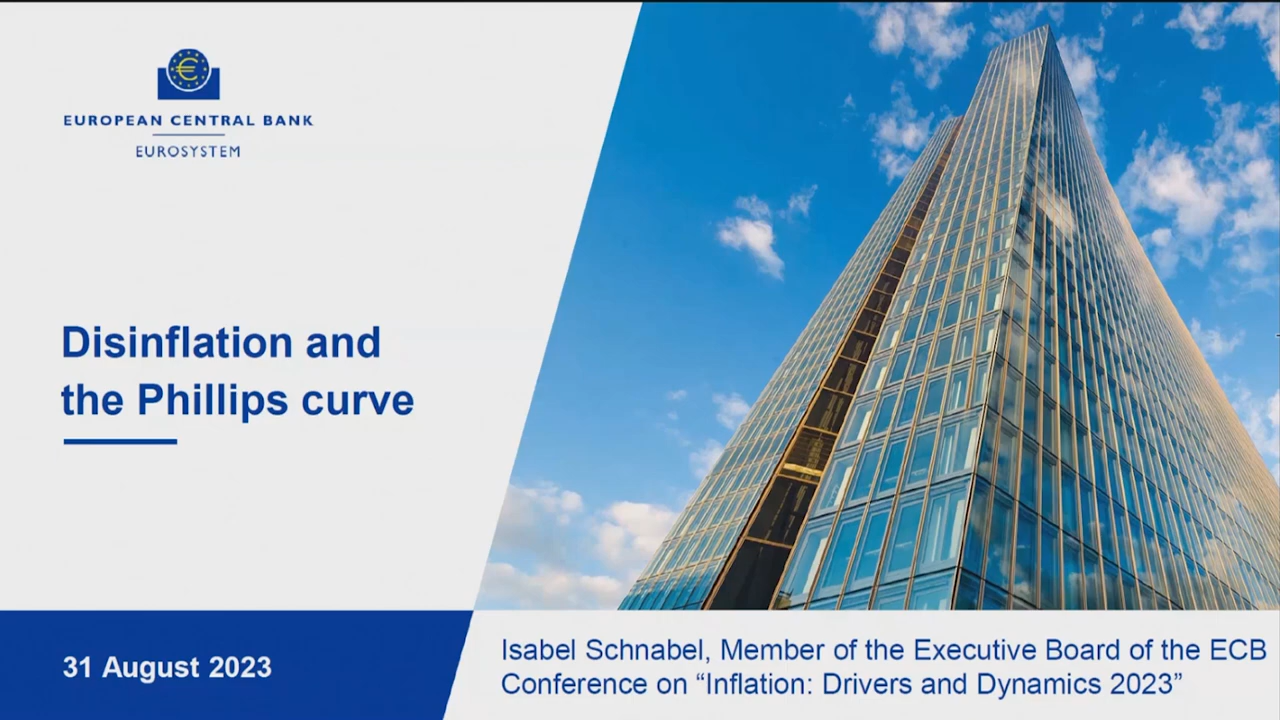 €
EUROPEAN CENTRAL BANK
EUROSYSTEM
Disinflation and
the Phillips curve
31 August 2023
Isabel Schnabel, Member of the Executive Board of the ECB
Conference on “Inflation: Drivers and Dynamics 2023”